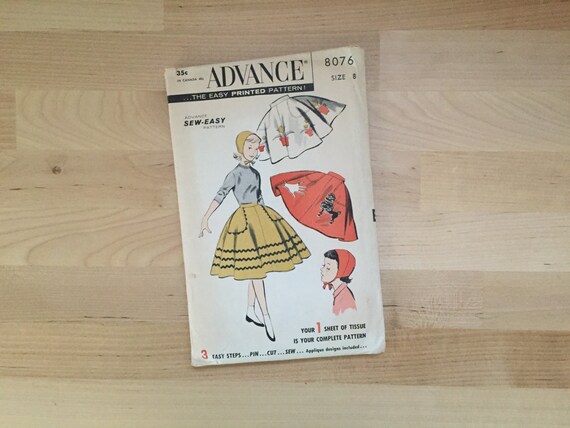 35¢
ADVANCE®
8076
SIZE 8
...THE EASY PRINTED PATTERN!
ADVANCE
SEW-EASY
PATTERN
YOUR 1 SHEET OF TISSUE
IS YOUR COMPLETE PATTERN
3 EASY STEPS...PIN...CUT...SEW... Applique designs included...